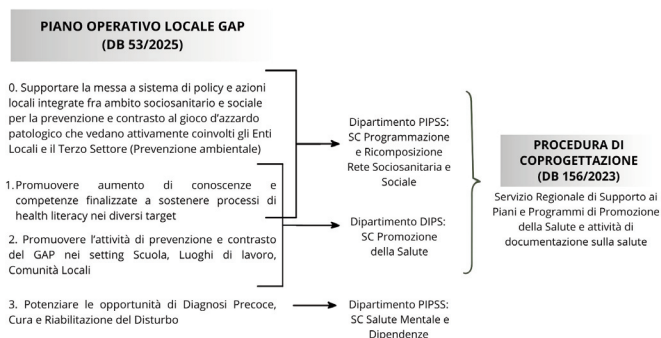 PIANO OPERATIVO LOCALE GAP
(DB 53/2025)
0. Supportare la messa a sistema di policy e azioni
locali integrate fra ambito sociosanitario e sociale
per la prevenzione e contrasto al gioco d'azzardo
patologico che vedano attivamente coinvolti gli Enti
Locali e il Terzo Settore (Prevenzione ambientale)
1.Promuovere aumento di conoscenze e
competenze finalizzate a sostenere processi di
health literacy nei diversi target
2. Promuovere l'attività di prevenzione e contrasto
del GAP nei setting Scuola, Luoghi di lavoro,
Comunità Locali
3. Potenziare le opportunità di Diagnosi Precoce,
Cura e Riabilitazione del Disturbo
Dipartimento PIPSS:
SC Programmazione
e Ricomposizione
Rete Sociosanitaria e
Sociale
Dipartimento DIPS:
SC Promozione
della Salute
Dipartimento PIPSS:
SC Salute Mentale e
Dipendenze
PROCEDURA DI
COPROGETTAZIONE
(DB 156/2023)
Servizio Regionale di Supporto ai
Piani e Programmi di Promozione
della Salute e attività di
documentazione sulla salute